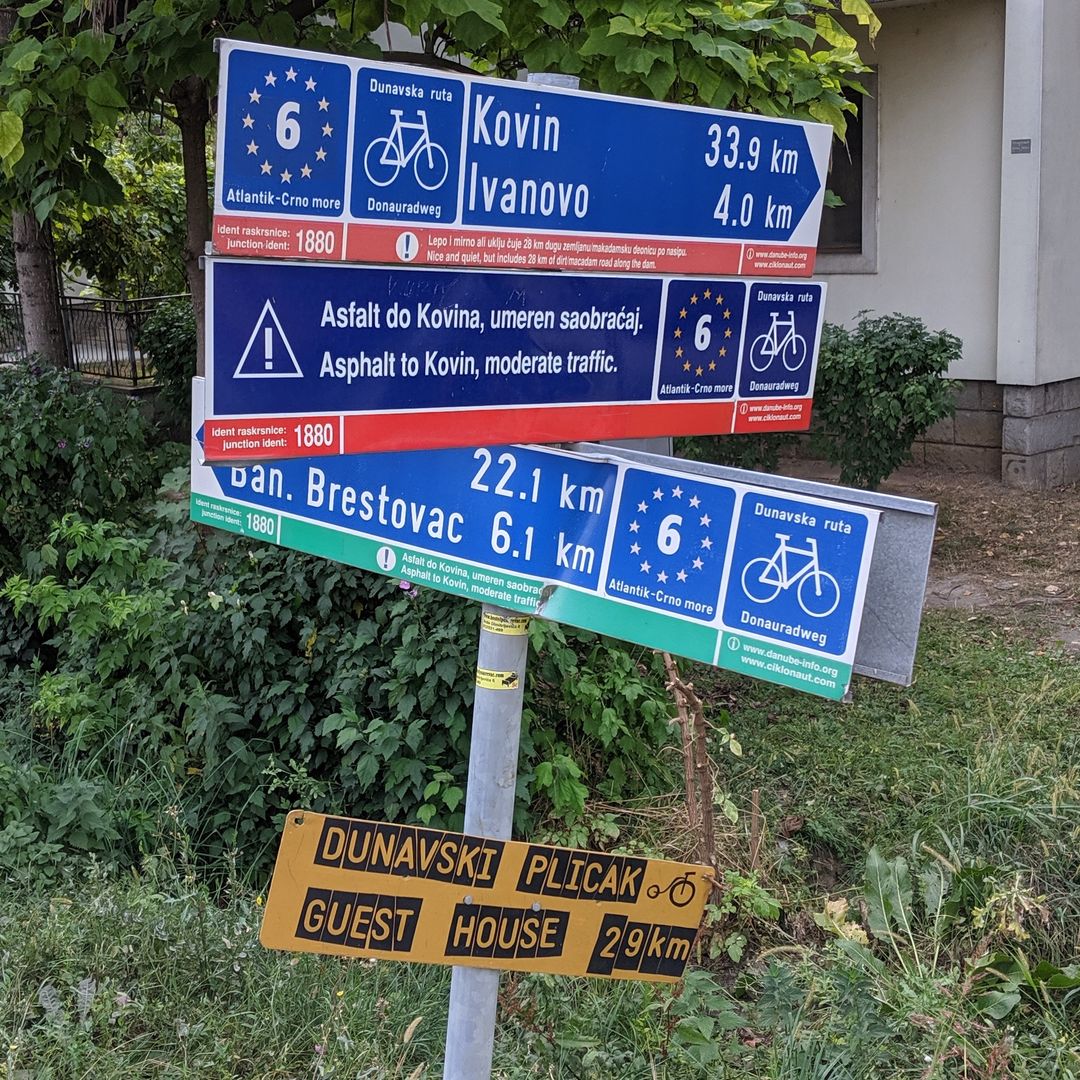 6
Atlantik-Crno more
Dunavska ruta
Donauradweg
Kovin 33.9 km
Ivanovo 4.0 km
ident raskrsnice:
junction ident: 1880
! Lepo i mirno ali uklju čuje 28 km dugu zemljanu/makadamsku deonicu po nasipu.
Nice and quiet, but includes 28 km of dirt/macadam road along the dam.
www.danube-info.org
www.ciklonaut.com
! Asfalt do Kovina, umeren saobraćaj.
Asphalt to Kovin, moderate traffic.
6
Atlantik-Crno more
Dunavska ruta
Donauradweg
ident raskrsnice:
junction ident: 1880
www.danube-info.org
www.ciklonaut.com
22.1 km
Ban. Brestovac 6.1 km
6
Atlantik-Crno more
Dunavska ruta
Donauradweg
ident raskrsnice:
junction ident: 1880
! Asfalt do Kovina, umeren saobra
Asphalt to Kovin, moderate traffic
www.danube-info.org
www.ciklonaut.com
DUNAVSKI PLICAK
GUEST HOUSE 29km